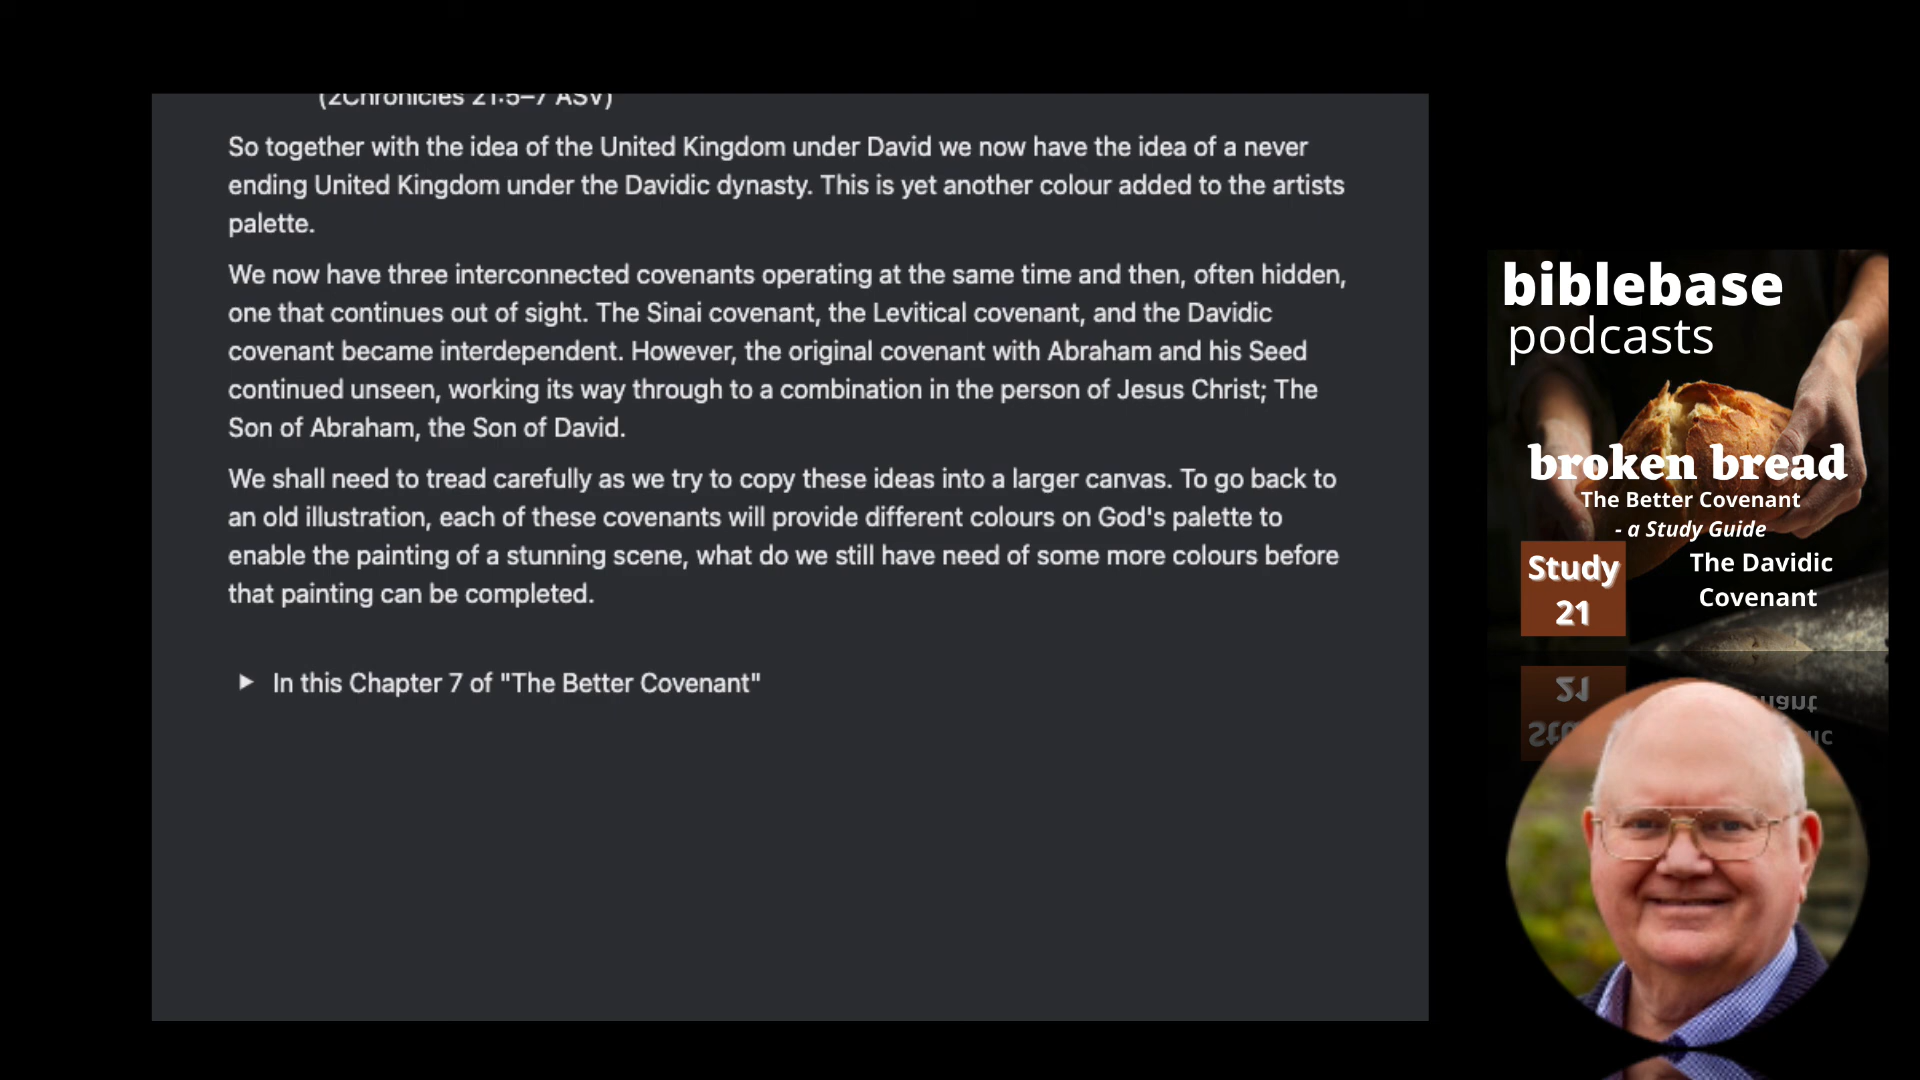 (2Chronicles 21:5–7 ASV)
So together with the idea of the United Kingdom under David we now have the idea of a never
ending United Kingdom under the Davidic dynasty. This is yet another colour added to the artists
palette.
We now have three interconnected covenants operating at the same time and then, often hidden,
one that continues out of sight. The Sinai covenant, the Levitical covenant, and the Davidic
covenant became interdependent. However, the original covenant with Abraham and his Seed
continued unseen, working its way through to a combination in the person of Jesus Christ; The
Son of Abraham, the Son of David.
We shall need to tread carefully as we try to copy these ideas into a larger canvas. To go back to
an old illustration, each of these covenants will provide different colours on God's palette to
enable the painting of a stunning scene, what do we still have need of some more colours before
that painting can be completed.
In this Chapter 7 of "The Better Covenant"
biblebase
podcasts
broken bread
The Better Covenant
- a Study Guide
Study
21
The Davidic
Covenant